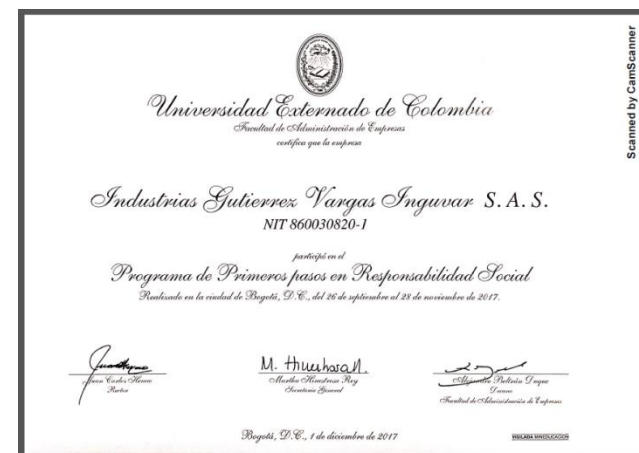 Universidad Externado de Colombia
Facultad de Administración de Empresas
certifica que la empresa
Industrias Gutierrez Vargas Inguvar S. A. S.
NIT 860030820-1
participó en el
Programa de Primeros pasos en Responsabilidad Social
Realizado en la ciudad de Bogotá, D.C., del 26 de septiembre al 28 de noviembre de 2017.
M. Hinestrosa R.
Juan Carlos Henao
Rector
Martha Hinestrosa Rey
Secretaria General
Alejandro Beltrán Duque
Decano
Facultad de Administración de Empresas
Bogotá, D.C., 1 de diciembre de 2017
VIGILADA MINEDUCACIÓN
Scanned by CamScanner